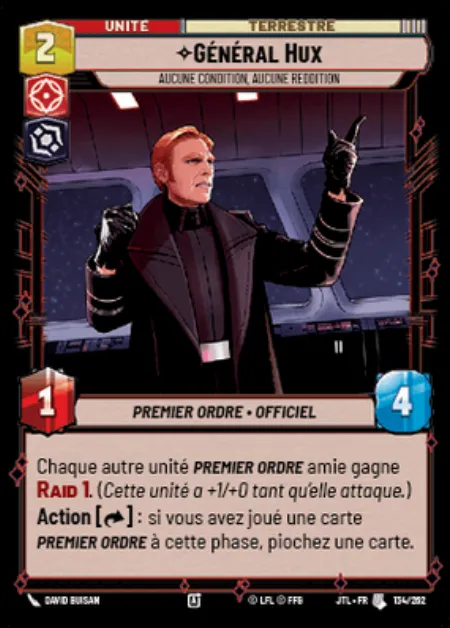 UNITÉ
TERRESTRE
2
GÉNÉRAL HUX
AUCUNE CONDITION, AUCUNE REDDITION
1
4
PREMIER ORDRE • OFFICIEL
Chaque autre unité PREMIER ORDRE amie gagne
RAID 1. (Cette unité a +1/+0 tant qu'elle attaque.)
Action [ ] : si vous avez joué une carte
PREMIER ORDRE à cette phase, piochez une carte.
DAVID BUISAN
A
© LFL © FFG
JTL • FR
134/262